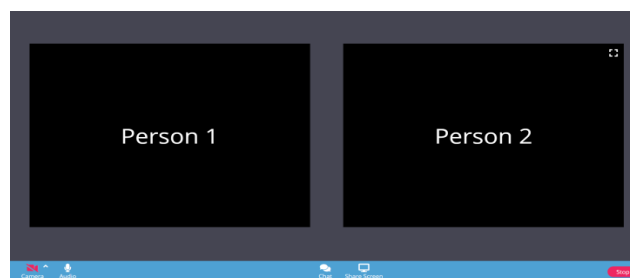 Person 1
Person 2
Camera
Audio
Chat
Share Screen
Stop